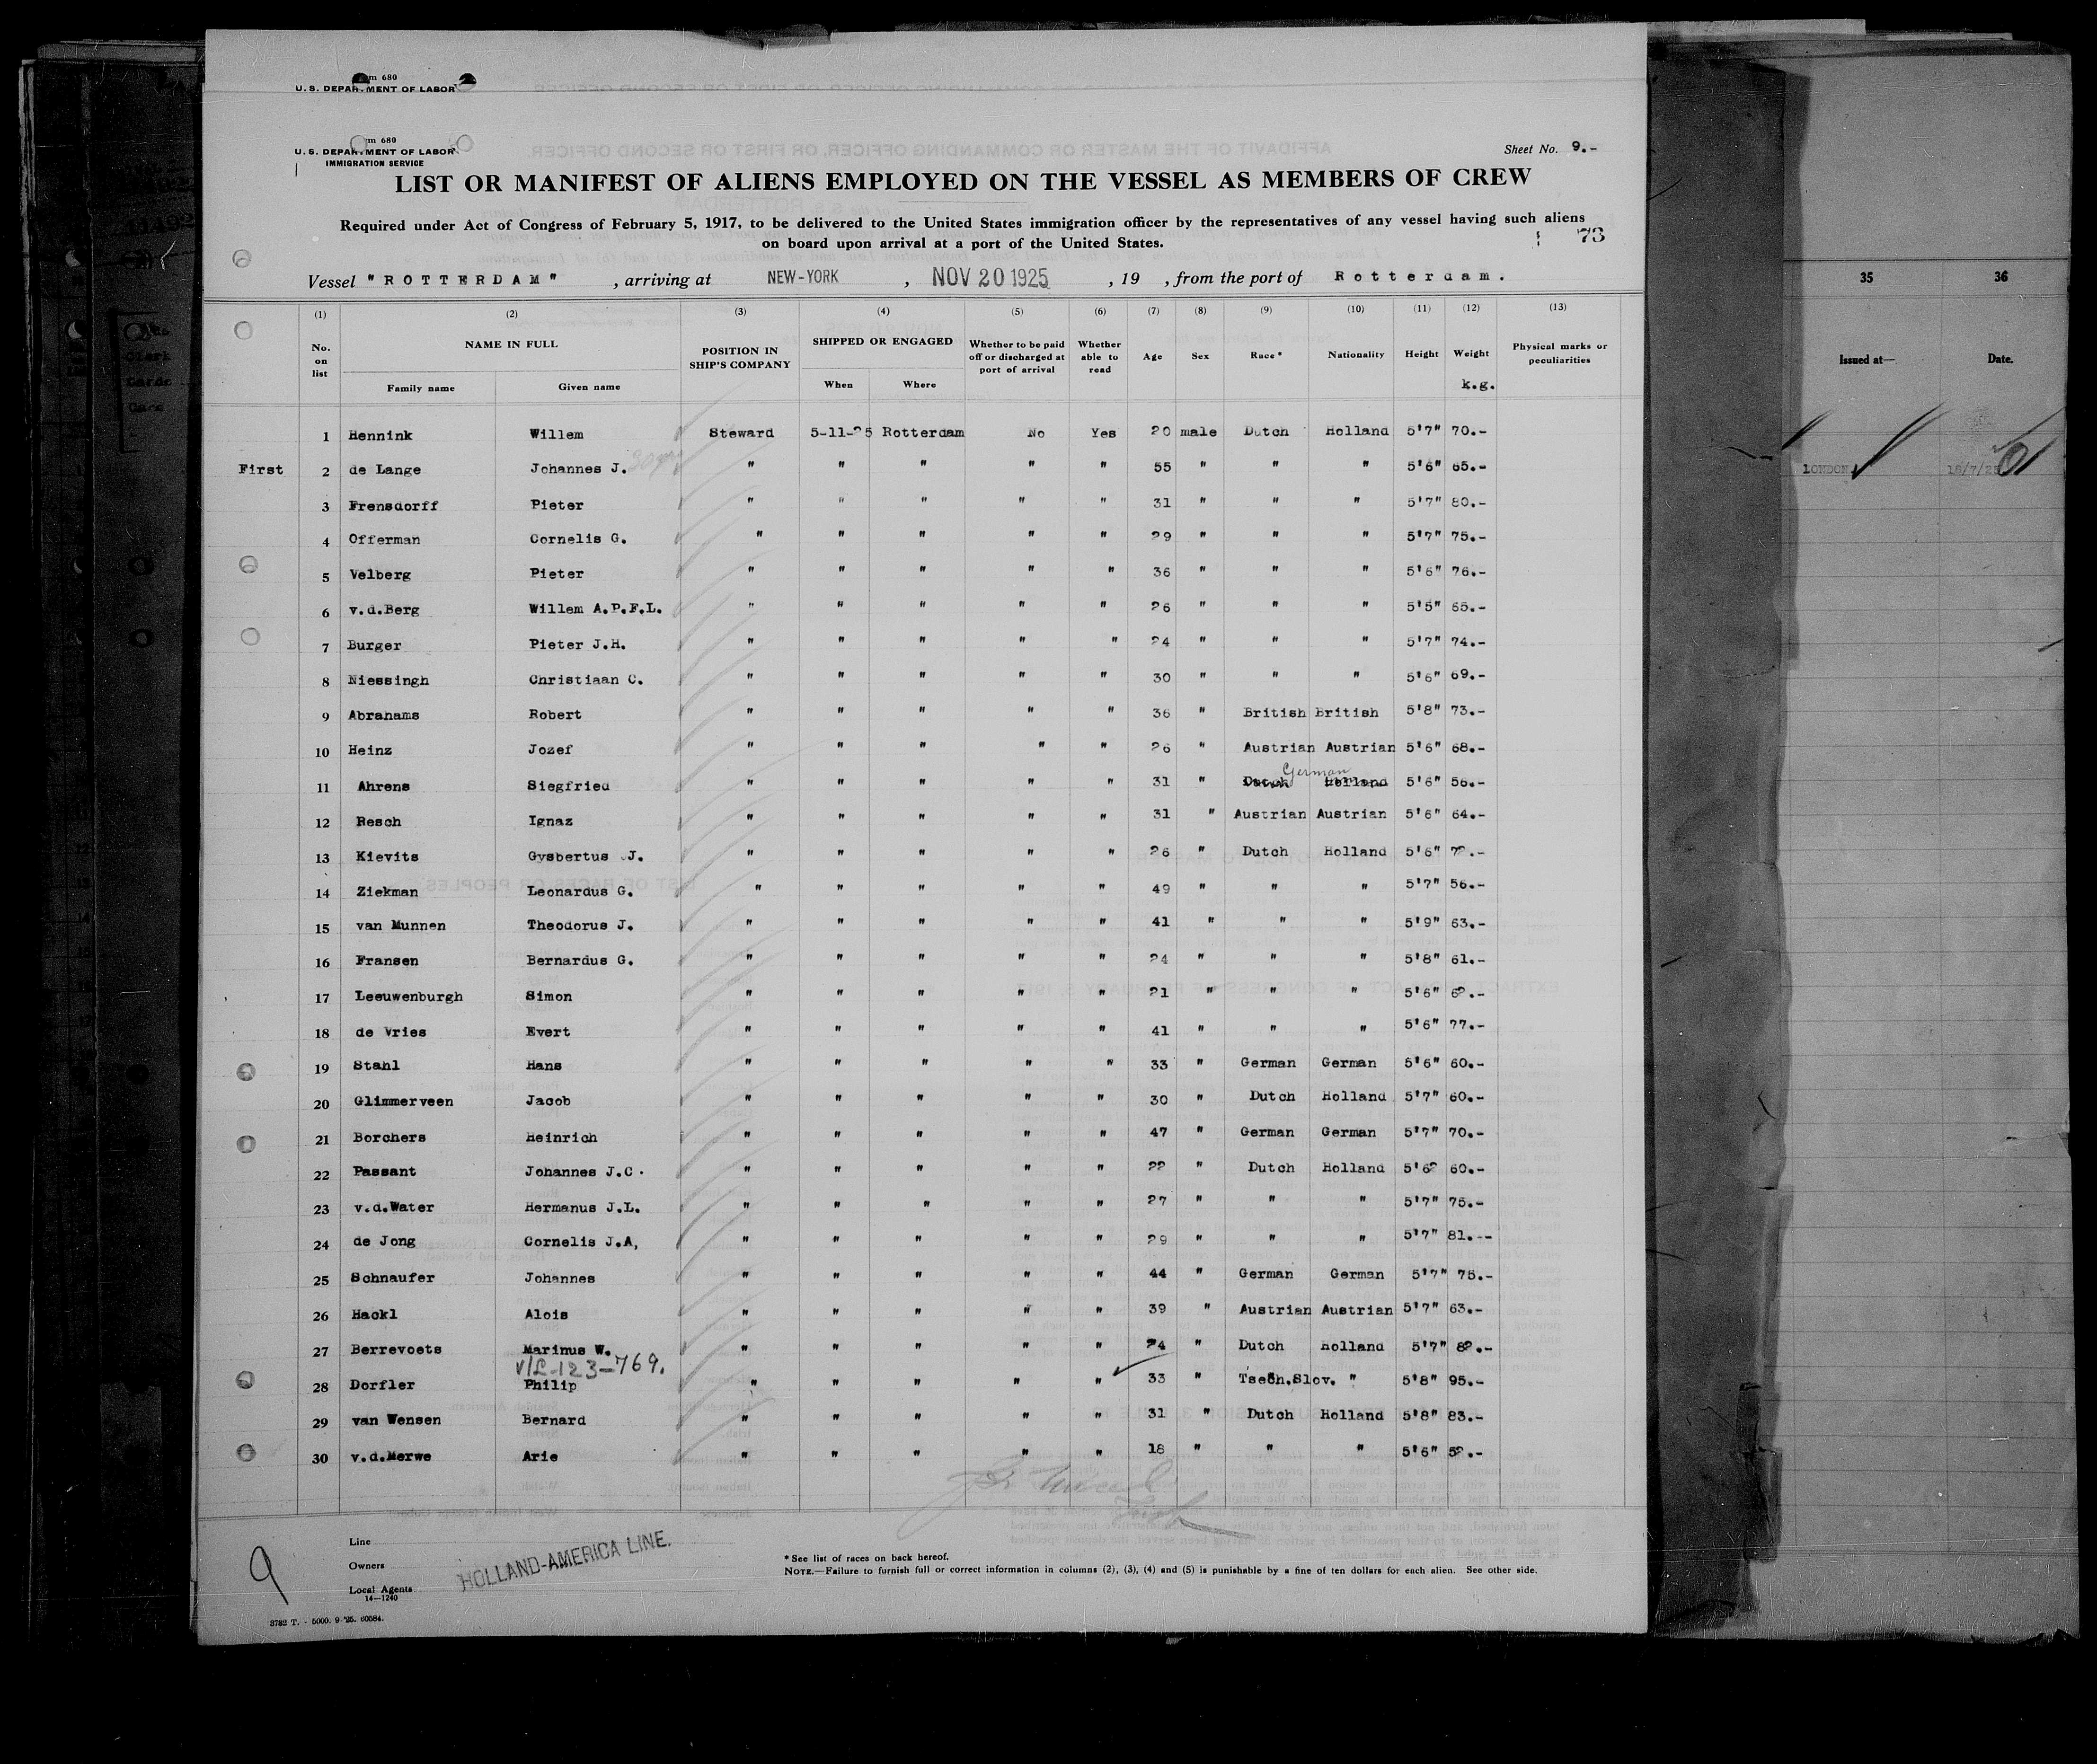 Form 680
U. S. DEPARTMENT OF LABOR
Form 680
U. S. DEPARTMENT OF LABOR
IMMIGRATION SERVICE
Sheet No. 9.-
LIST OR MANIFEST OF ALIENS EMPLOYED ON THE VESSEL AS MEMBERS OF CREW
Required under Act of Congress of February 5, 1917, to be delivered to the United States immigration officer by the representatives of any vessel having such aliens
on board upon arrival at a port of the United States.
73
Vessel "ROTTERDAM" , arriving at NEW-YORK , NOV 20 1925 , 19 , from the port of Rotterdam.
(1) (2) (3) (4) (5) (6) (7) (8) (9) (10) (11) (12) (13)
No. on list NAME IN FULL Family name Given name POSITION IN SHIP'S COMPANY SHIPPED OR ENGAGED When Where Whether to be paid off or discharged at port of arrival Whether able to read Age Sex Race* Nationality Height Weight k.g. Physical marks or peculiarities
1 Hennink Willem Steward 5-11-25 Rotterdam No Yes 20 male Dutch Holland 5'7" 70.-
First 2 de Lange Johannes J. " " " " " 55 " " " 5'6" 65.-
3 Frensdorff Pieter " " " " " 31 " " " 5'7" 80.-
4 Offerman Cornelis G. " " " " " 29 " " " 5'7" 75.-
5 Velberg Pieter " " " " " 36 " " " 5'6" 76.-
6 v.d.Berg Willem A.P.F.L. " " " " " 26 " " " 5'5" 65.-
7 Burger Pieter J.H. " " " " " 24 " " " 5'7" 74.-
8 Niessingh Christiaan C. " " " " " 30 " " " 5'6" 69.-
9 Abrahams Robert " " " " " 36 " British British 5'8" 73.-
10 Heinz Jozef " " " " " 26 " Austrian Austrian 5'6" 68.-
German
11 Ahrens Siegfried " " " " " 31 " Dutch Holland 5'6" 56.-
12 Resch Ignaz " " " " " 31 " Austrian Austrian 5'6" 64.-
13 Kievits Gysbertus J. " " " " " 26 " Dutch Holland 5'6" 72.-
14 Ziekman Leonardus G. " " " " " 49 " " " 5'7" 56.-
15 van Munnen Theodorus J. " " " " " 41 " " " 5'9" 63.-
16 Fransen Bernardus G. " " " " " 24 " " " 5'8" 61.-
17 Leeuwenburgh Simon " " " " " 21 " " " 5'6" 62.-
18 de Vries Evert " " " " " 41 " " " 5'6" 77.-
19 Stahl Hans " " " " " 33 " German German 5'6" 60.-
20 Glimmerveen Jacob " " " " " 30 " Dutch Holland 5'7" 60.-
21 Borchers Heinrich " " " " " 47 " German German 5'7" 70.-
22 Passant Johannes J.C. " " " " " 22 " Dutch Holland 5'6" 60.-
23 v.d.Water Hermanus J.L. " " " " " 27 " " " 5'7" 75.-
24 de Jong Cornelis J.A, " " " " " 29 " " " 5'7" 81.--
25 Schnaufer Johannes " " " " " 44 " German German 5'7" 75.-
26 Hackl Alois " " " " " 39 " Austrian Austrian 5'7" 63.-
27 Berrevoets Marinus W. " " " " " 24 " Dutch Holland 5'7" 82.-
V/L-123-769.
28 Dorfler Philip " " " " " 33 " Tsech.Slov. " 5'8" 95.-
29 van Wensen Bernard " " " " " 31 " Dutch Holland 5'8" 83.-
30 v.d.Merwe Arie " " " " " 18 " " " 5'6" 52.-
9
Line
Owners
Local Agents
HOLLAND-AMERICA LINE.
14—1240
3782 T. - 5000. 9-'25. 60584.
*See list of races on back hereof.
NOTE.—Failure to furnish full or correct information in columns (2), (3), (4) and (5) is punishable by a fine of ten dollars for each alien. See other side.
35 36
Issued at— Date.
LONDON